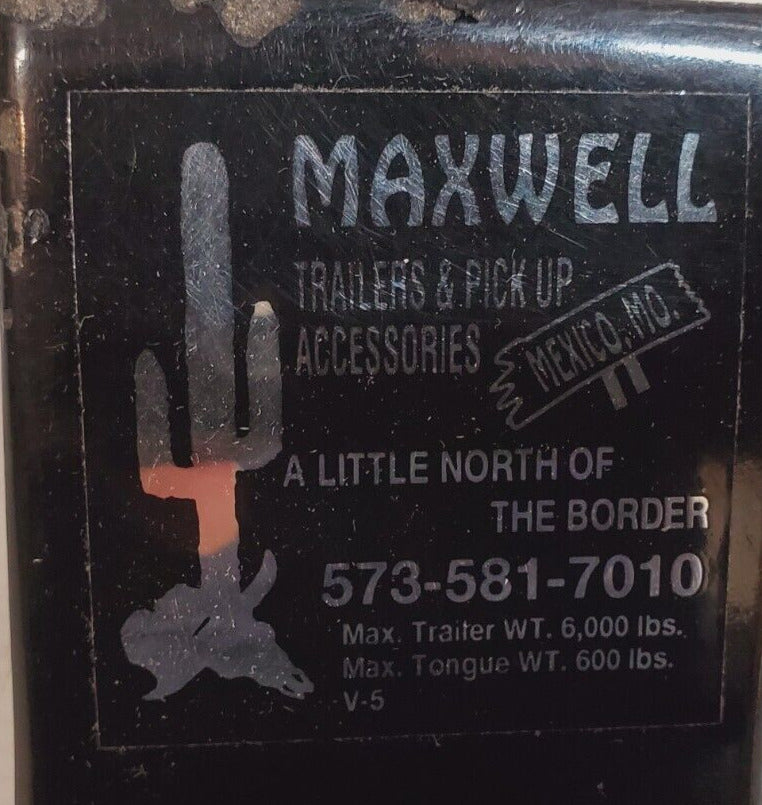 MAXWELL
TRAILERS & PICK UP
ACCESSORIES
MEXICO, MO.
A LITTLE NORTH OF
THE BORDER
573-581-7010
Max. Trailer WT. 6,000 lbs.
Max. Tongue WT. 600 lbs.
V-5